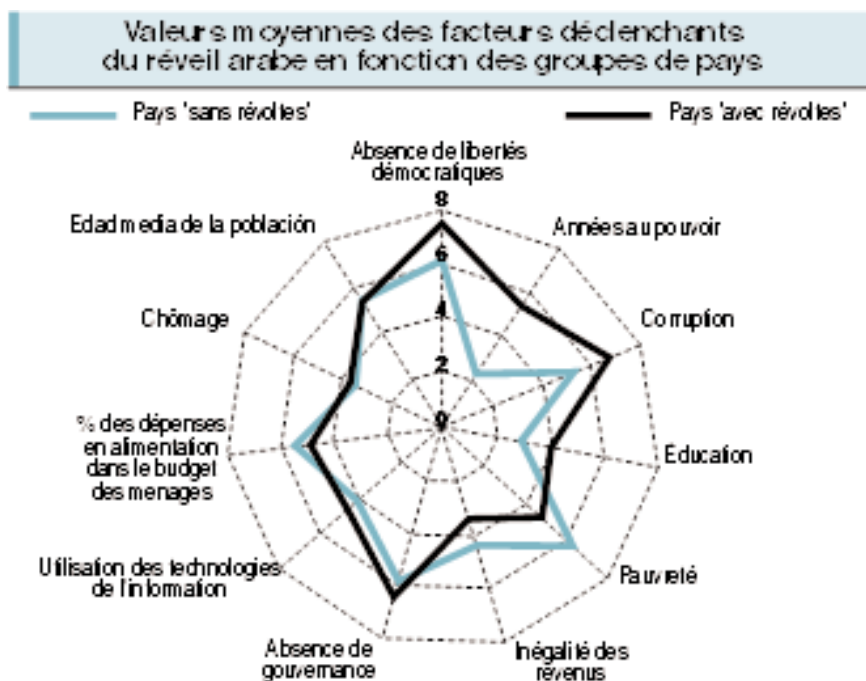 Valeurs moyennes des facteurs déclenchants
du réveil arabe en fonction des groupes de pays
Pays 'sans révoltes'
Pays 'avec révoltes'
Absence de libertés
démocratiques
Edad media de la población
8
Années au pouvoir
6
Chômage
4
Corruption
2
0
% des dépenses
en alimentation
dans le budget
des menages
Éducation
Utilisation des technologies
de l'information
Pauvreté
Absence de
gouvernance
Inégalité des
revenus